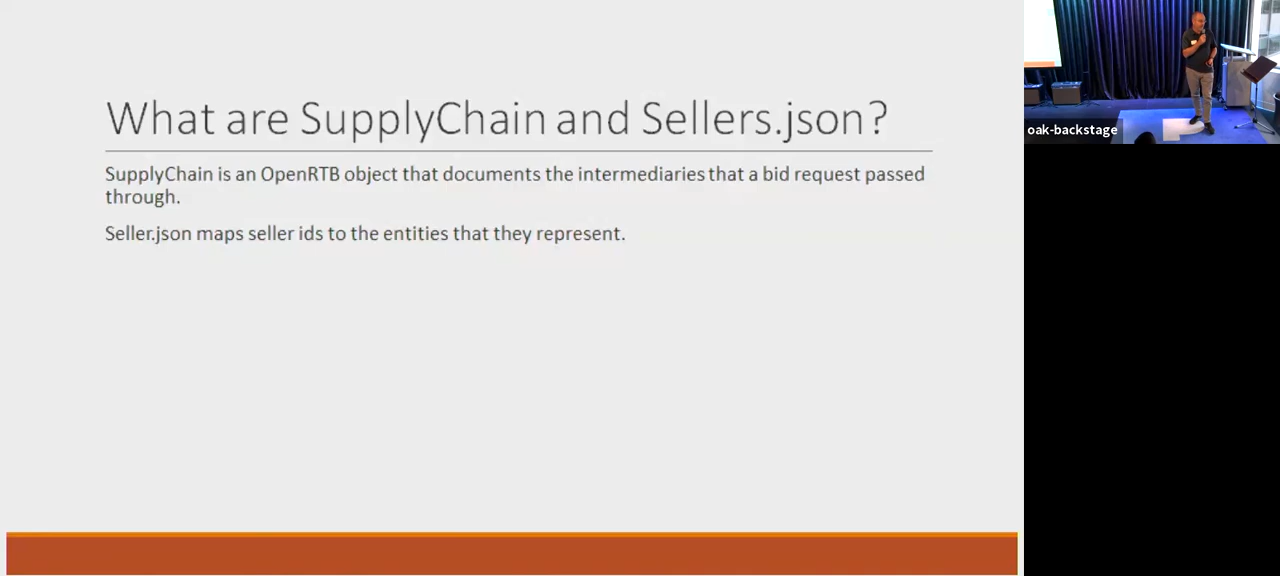 What are SupplyChain and Sellers.json?
SupplyChain is an OpenRTB object that documents the intermediaries that a bid request passed
through.
Seller.json maps seller ids to the entities that they represent.
oak-backstage